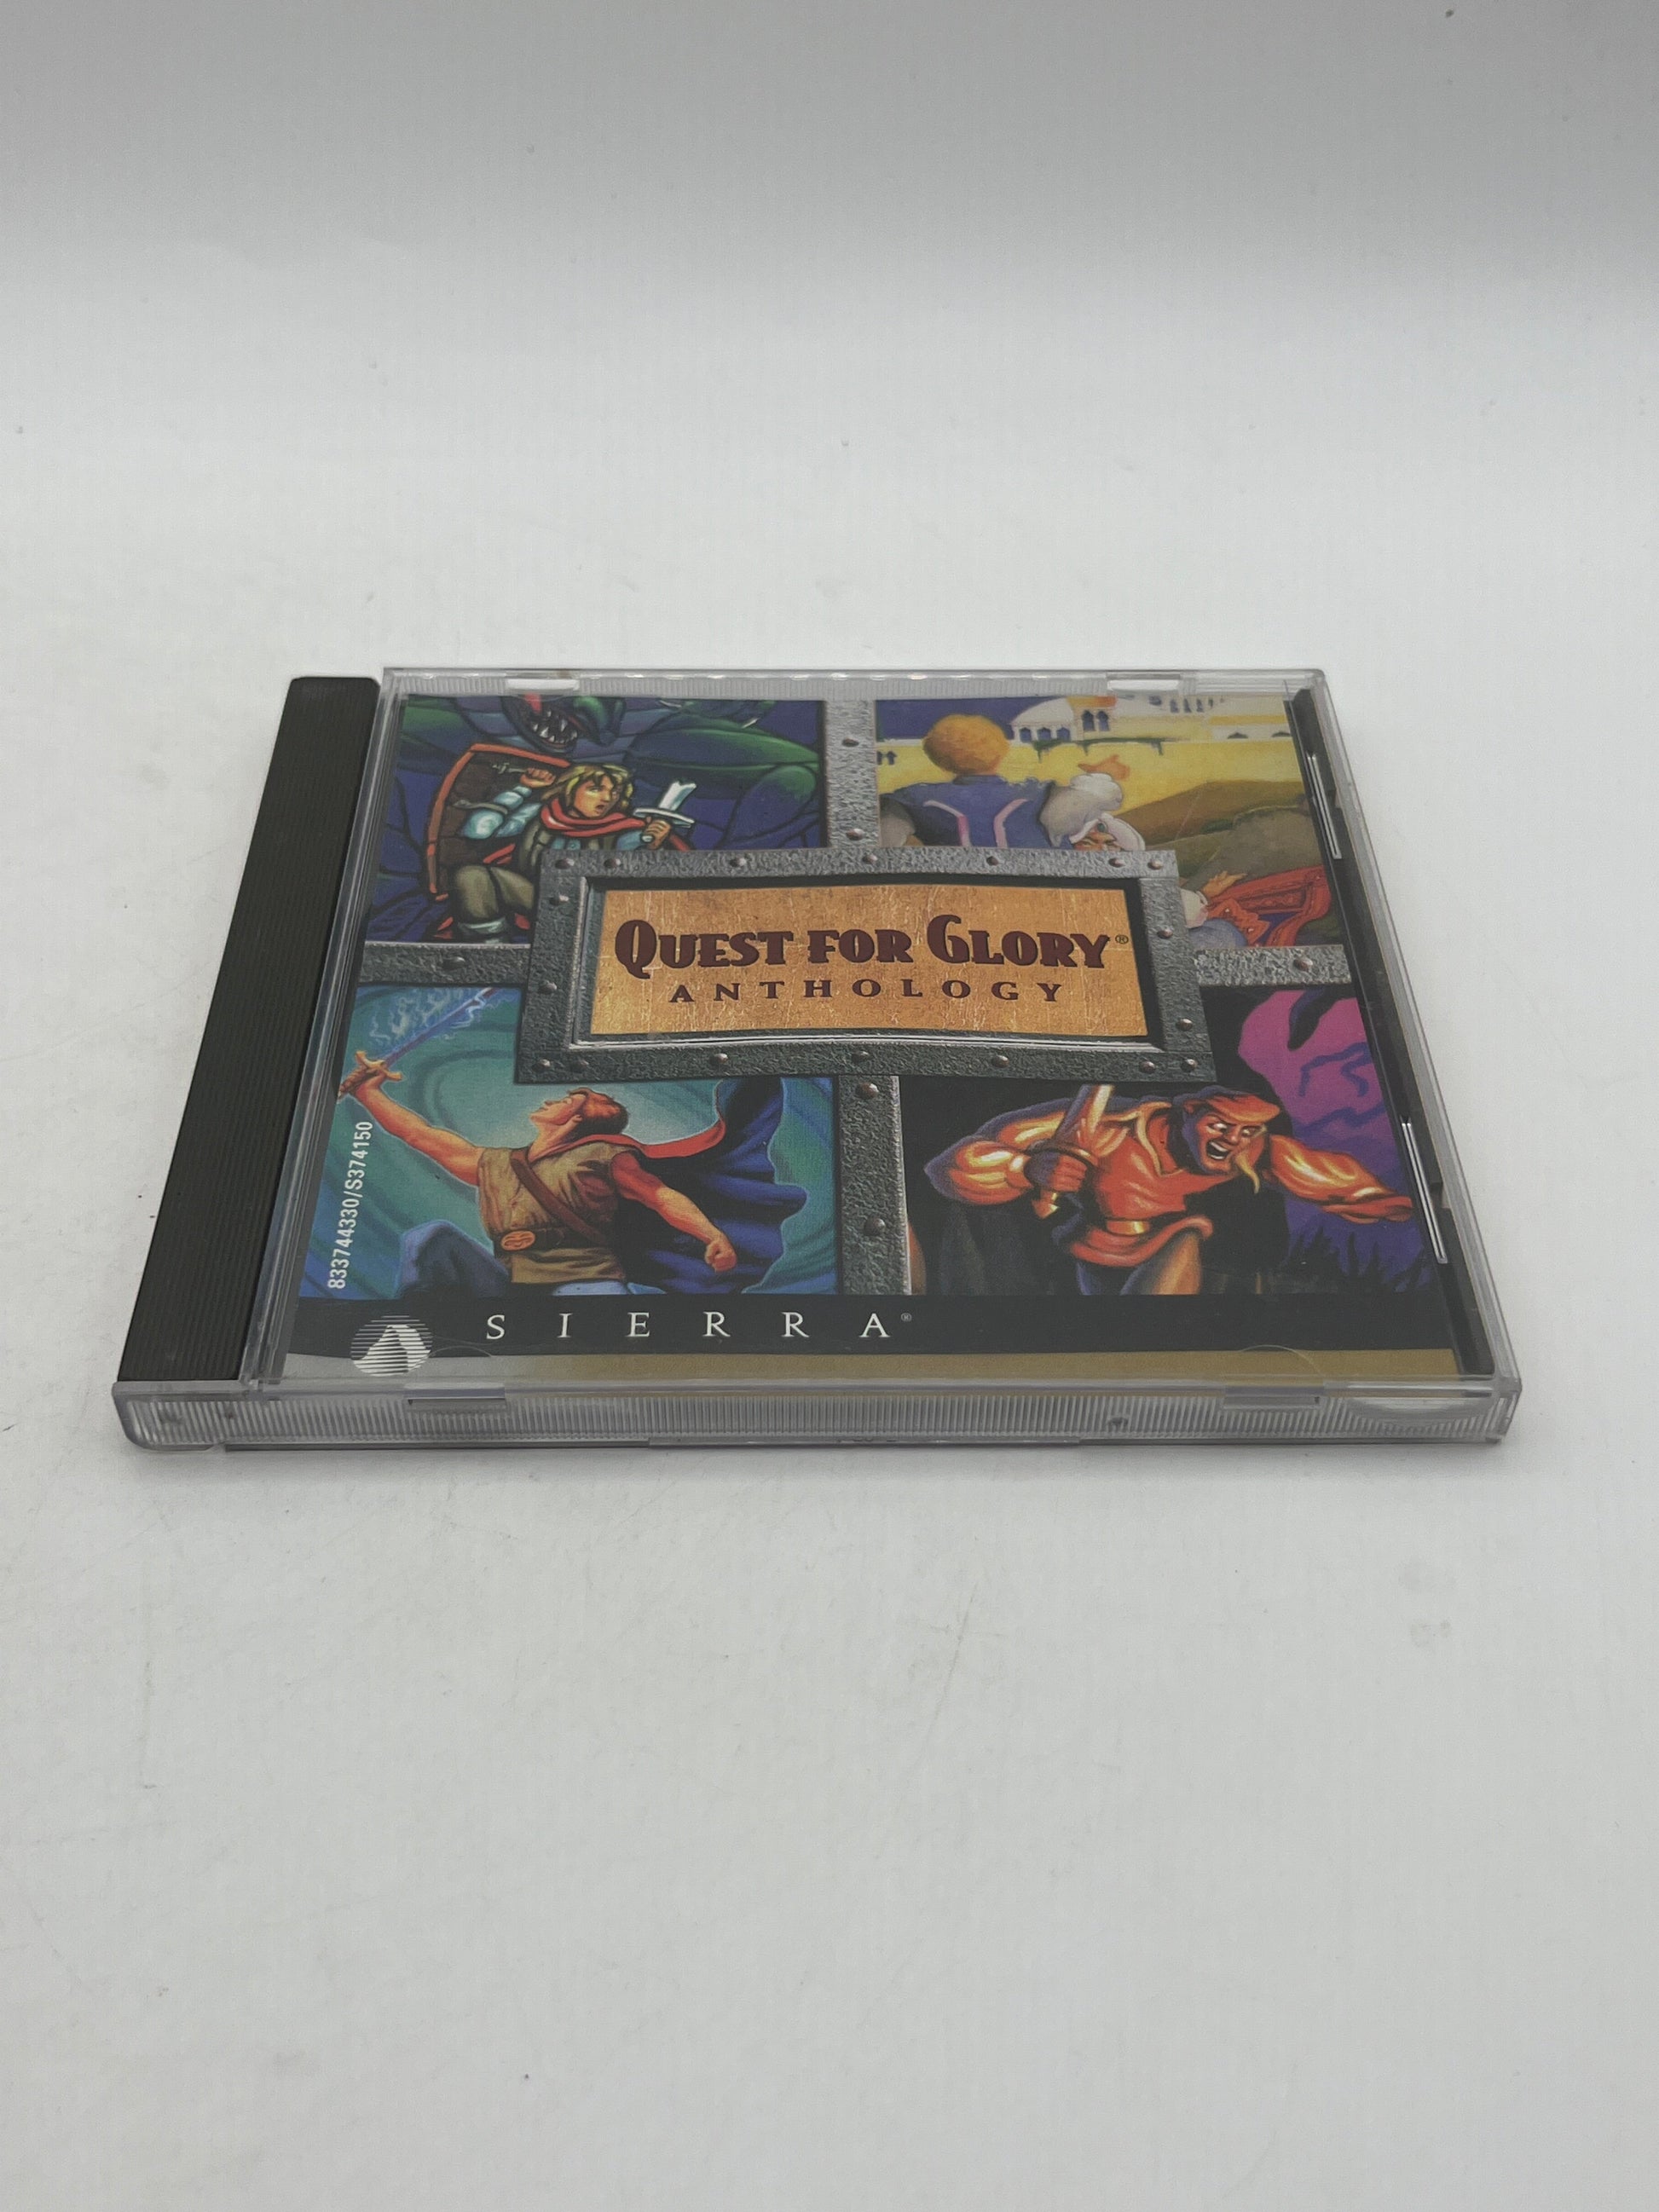 QUEST FOR GLORY®
ANTHOLOGY
833744330/S374150
SIERRA®